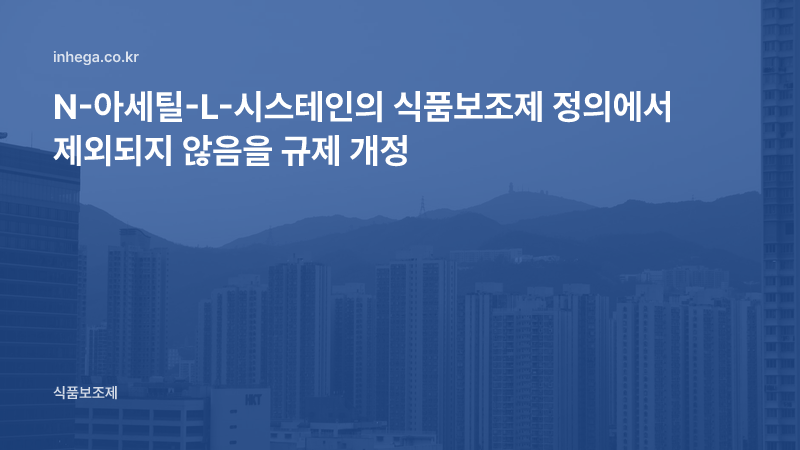 inhega.co.kr
N-아세틸-L-시스테인의 식품보조제 정의에서
제외되지 않음을 규제 개정
식품보조제
HKT